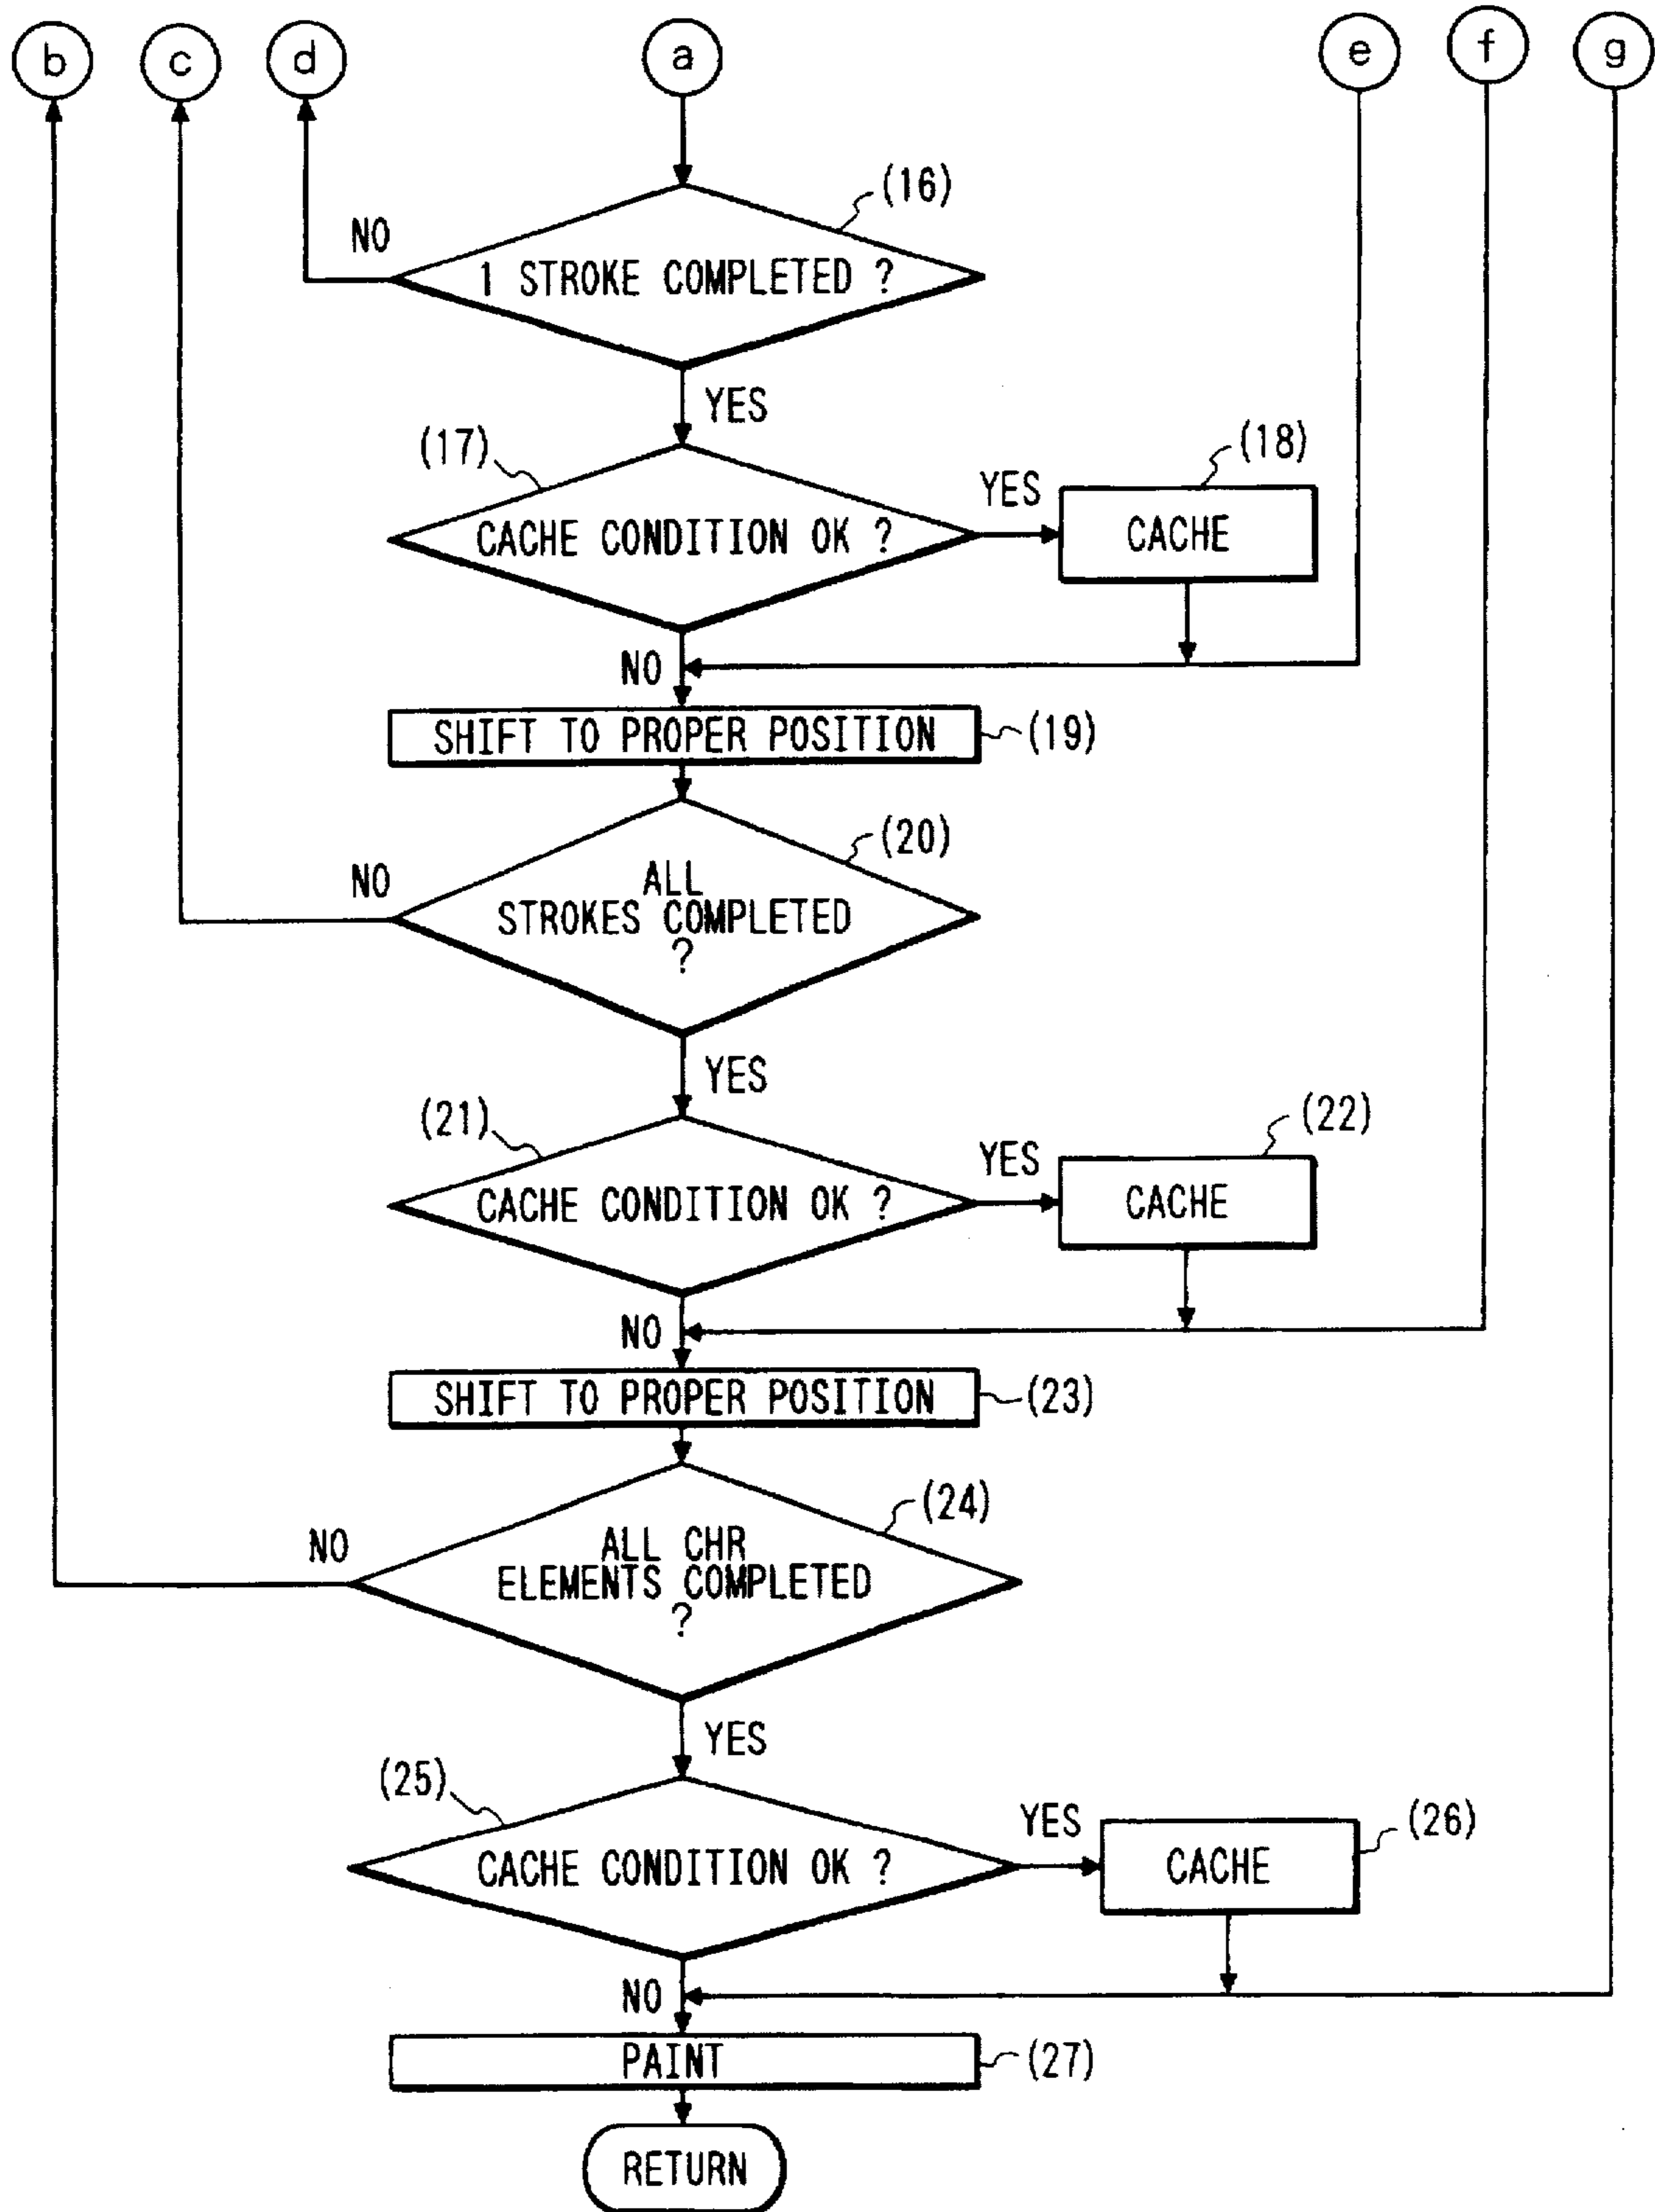 b c d a e f g
(16)
NO
1 STROKE COMPLETED ?
YES
(17)
(18)
YES
CACHE CONDITION OK ?
CACHE
NO
SHIFT TO PROPER POSITION
(19)
(20)
NO
ALL
STROKES COMPLETED
?
YES
(21)
(22)
YES
CACHE CONDITION OK ?
CACHE
NO
SHIFT TO PROPER POSITION
(23)
(24)
NO
ALL CHR
ELEMENTS COMPLETED
?
YES
(25)
(26)
YES
CACHE CONDITION OK ?
CACHE
NO
PAINT
(27)
RETURN